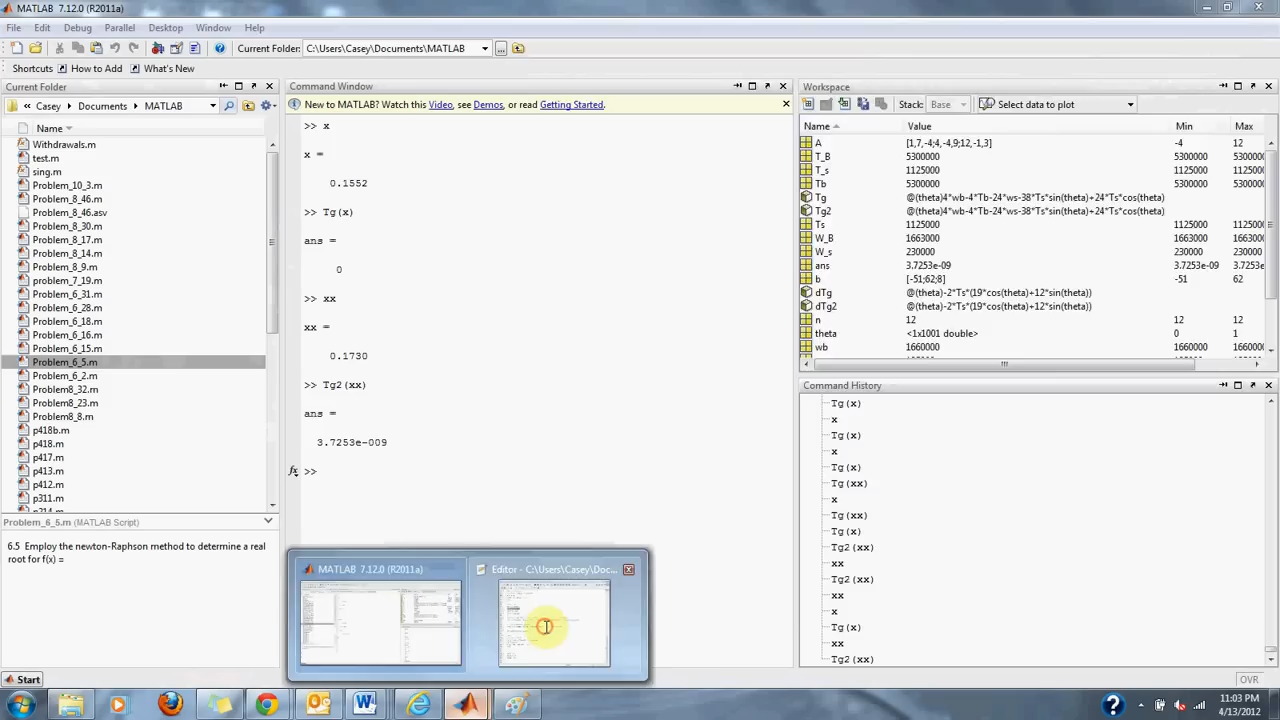 MATLAB 7.12.0 (R2011a)
File Edit Debug Parallel Desktop Window Help
Current Folder: C:\Users\Casey\Documents\MATLAB
Shortcuts How to Add What's New
Current Folder
« Casey ▸ Documents ▸ MATLAB
Name
Withdrawals.m
test.m
sing.m
Problem_10_3.m
Problem_8_46.m
Problem_8_46.asv
Problem_8_30.m
Problem_8_17.m
Problem_8_14.m
Problem_8_9.m
problem_7_19.m
Problem_6_31.m
Problem_6_28.m
Problem_6_18.m
Problem_6_16.m
Problem_6_15.m
Problem_6_5.m
Problem_6_2.m
Problem8_32.m
Problem8_23.m
Problem8_8.m
p418b.m
p418.m
p417.m
p413.m
p412.m
p311.m
Problem_6_5.m (MATLAB Script)
6.5 Employ the newton-Raphson method to determine a real
root for f(x) =
Start
Command Window
New to MATLAB? Watch this Video, see Demos, or read Getting Started.
>> x
x =
0.1552
>> Tg(x)
ans =
0
>> xx
xx =
0.1730
>> Tg2(xx)
ans =
3.7253e-009
fx >>
MATLAB 7.12.0 (R2011a)
Editor - C:\Users\Casey\Doc...
Workspace
Stack: Base Select data to plot
Name Value Min Max
A [1,7,-4;4,-4,9;12,-1,3] -4 12
T_B 5300000 5300000 53000
T_s 1125000 1125000 11250
Tb 5300000 5300000 53000
Tg @(theta)4*wb-4*Tb-24*ws-38*Ts*sin(theta)+24*Ts*cos(theta)
Tg2 @(theta)4*wb-4*Tb-24*ws-38*Ts*sin(theta)+24*Ts*cos(theta)
Ts 1125000 1125000 11250
W_B 1663000 1663000 16630
W_s 230000 230000 23000
ans 3.7253e-09 3.7253e-09 3.7253
b [-51;62;8] -51 62
dTg @(theta)-2*Ts*(19*cos(theta)+12*sin(theta))
dTg2 @(theta)-2*Ts*(19*cos(theta)+12*sin(theta))
n 12 12 12
theta <1x1001 double> 0 1
wb 1660000 1660000 16600
Command History
Tg(x)
x
Tg(x)
x
Tg(x)
Tg(xx)
x
Tg(xx)
Tg(x)
Tg2(xx)
xx
Tg2(xx)
xx
x
Tg(x)
xx
Tg2(xx)
OVR
11:03 PM
4/13/2012